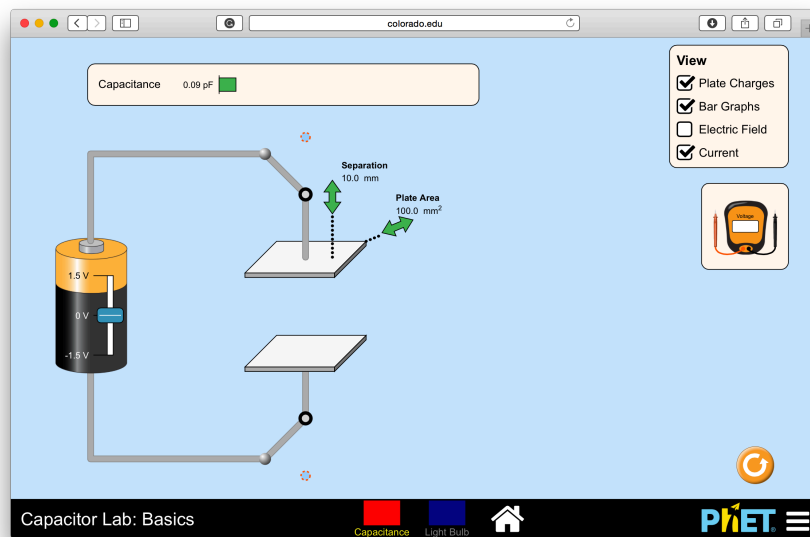 colorado.edu
View
Plate Charges
Bar Graphs
Electric Field
Current
Capacitance 0.09 pF
Separation
10.0 mm
Plate Area
100.0 mm²
Voltage
1.5 V
0 V
-1.5 V
Capacitor Lab: Basics
Capacitance
Light Bulb
PhET